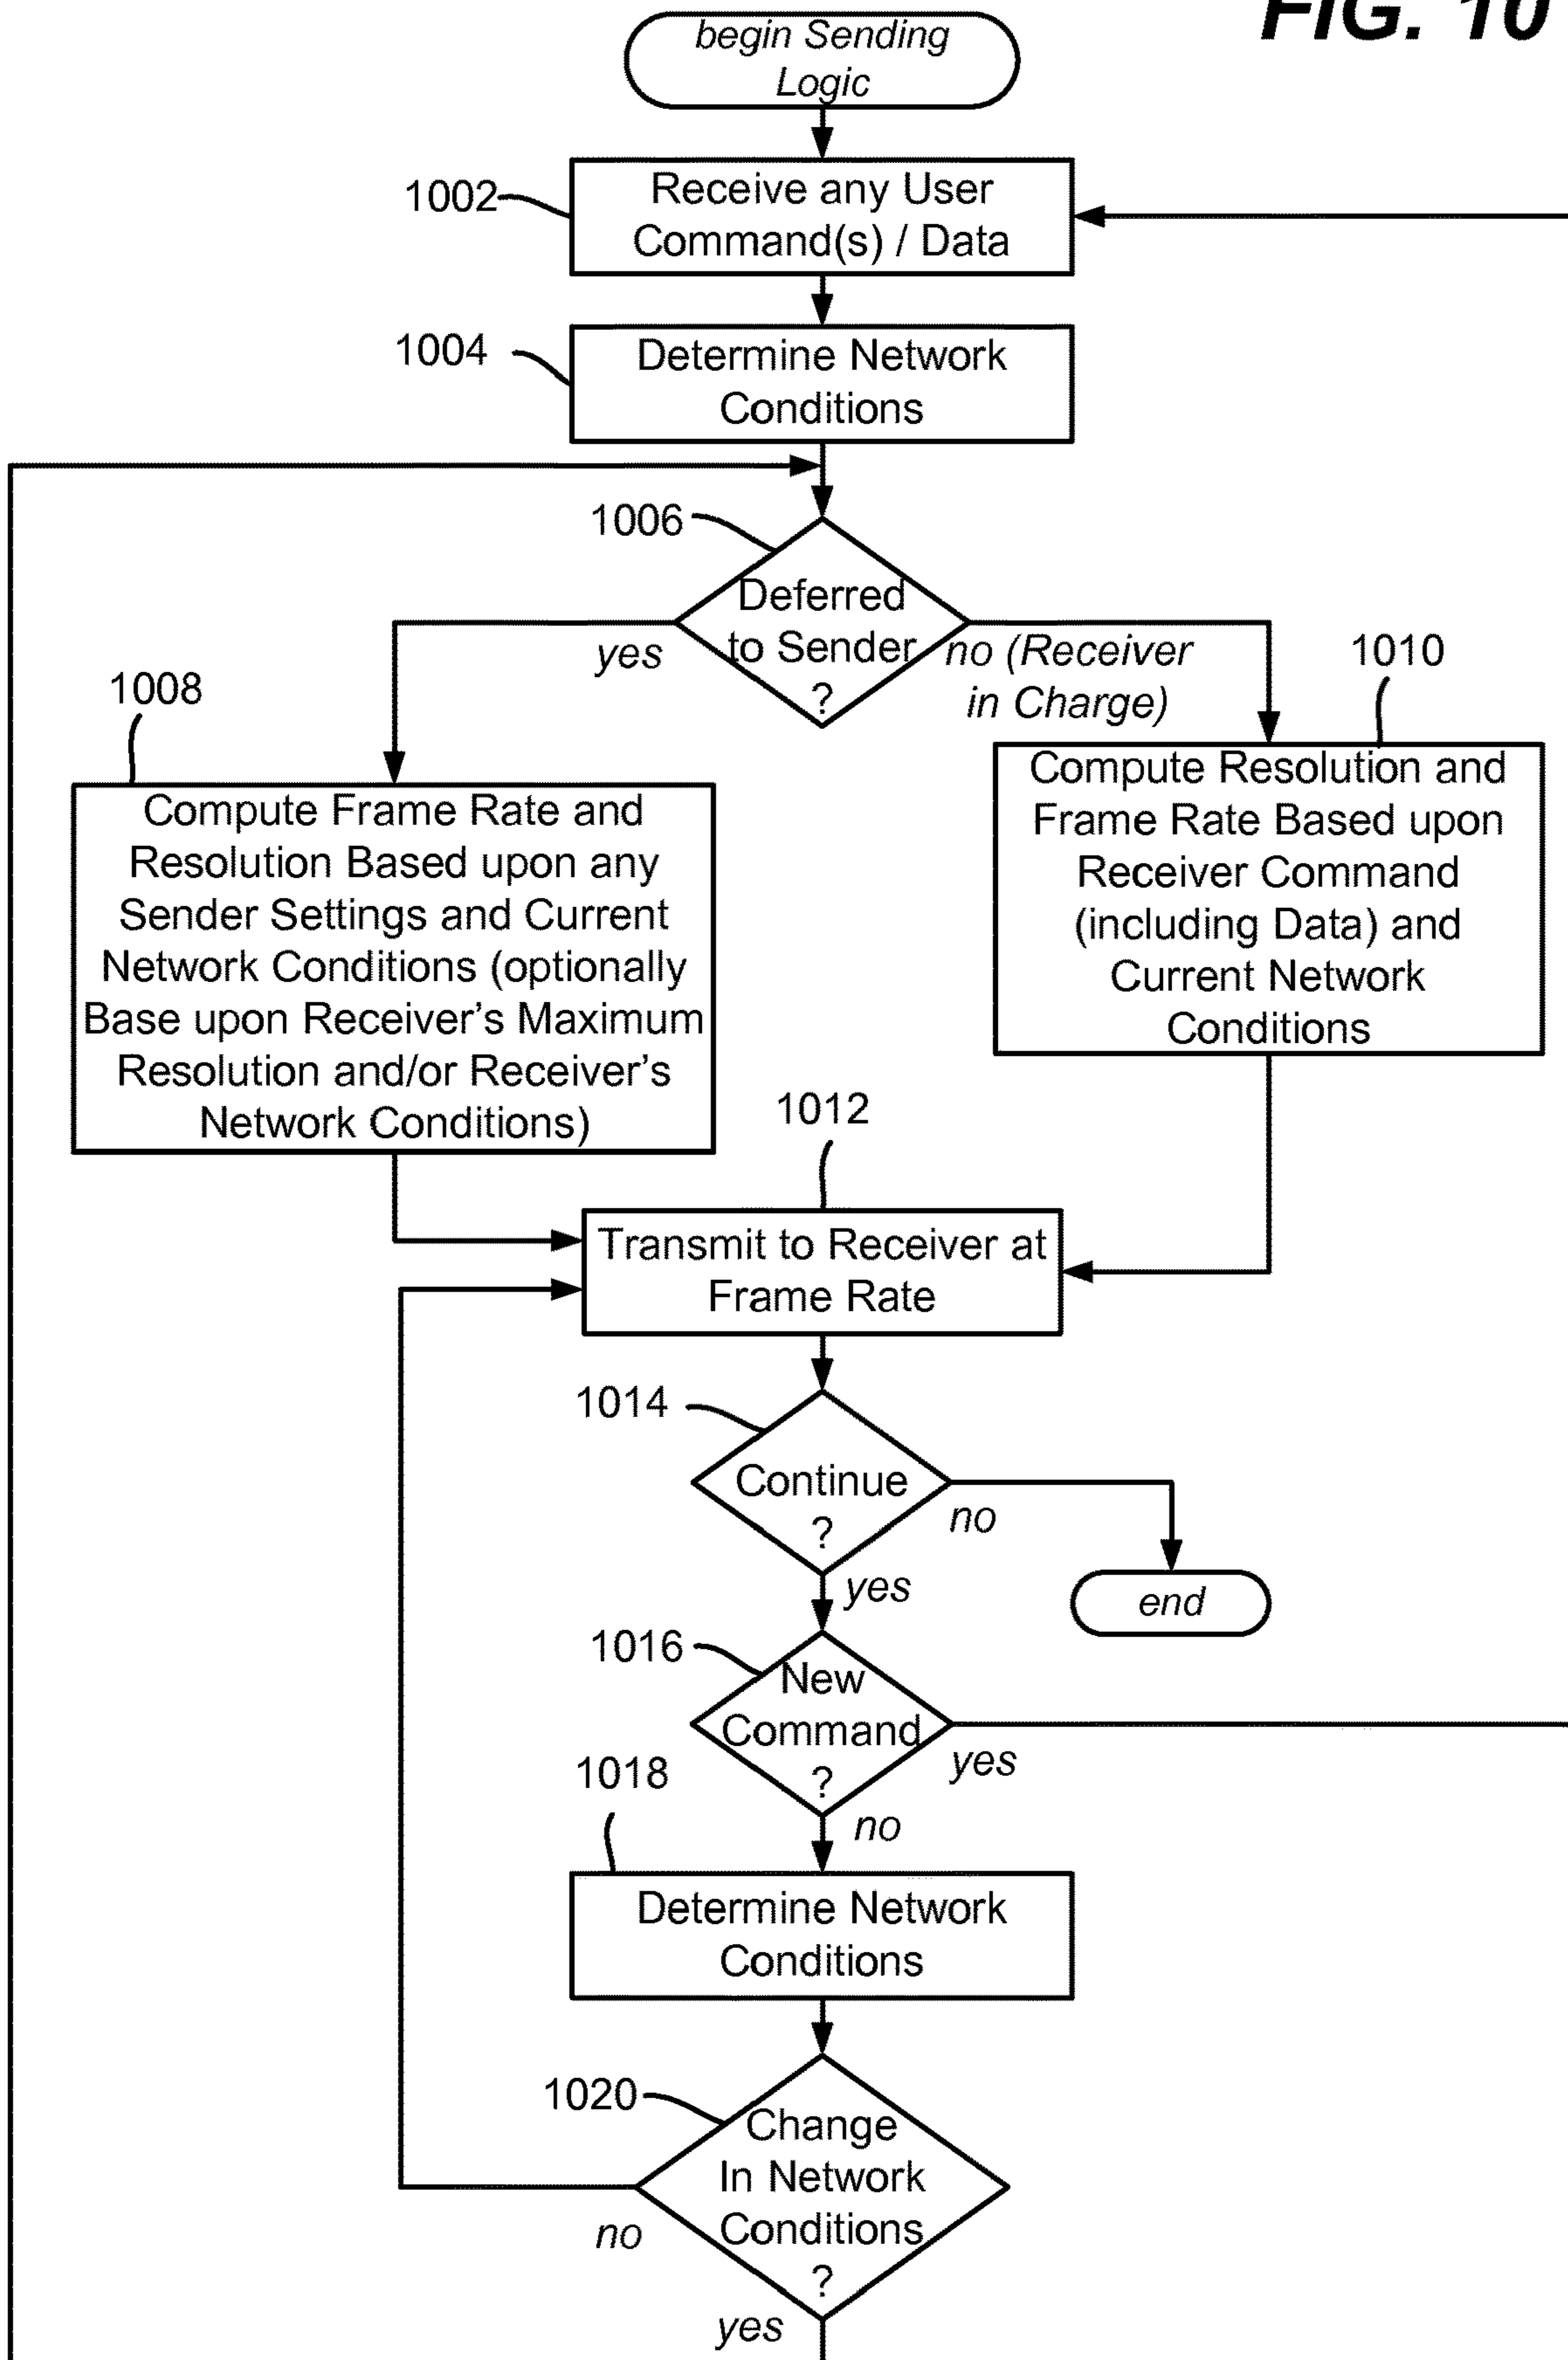 FIG. 10
begin Sending
Logic
1002
Receive any User
Command(s) / Data
1004
Determine Network
Conditions
1006
Deferred
to Sender
?
yes
no (Receiver
in Charge)
1008
Compute Frame Rate and
Resolution Based upon any
Sender Settings and Current
Network Conditions (optionally
Base upon Receiver's Maximum
Resolution and/or Receiver's
Network Conditions)
1010
Compute Resolution and
Frame Rate Based upon
Receiver Command
(including Data) and
Current Network
Conditions
1012
Transmit to Receiver at
Frame Rate
1014
Continue
?
no
end
yes
1016
New
Command
?
yes
no
1018
Determine Network
Conditions
1020
Change
In Network
Conditions
?
no
yes